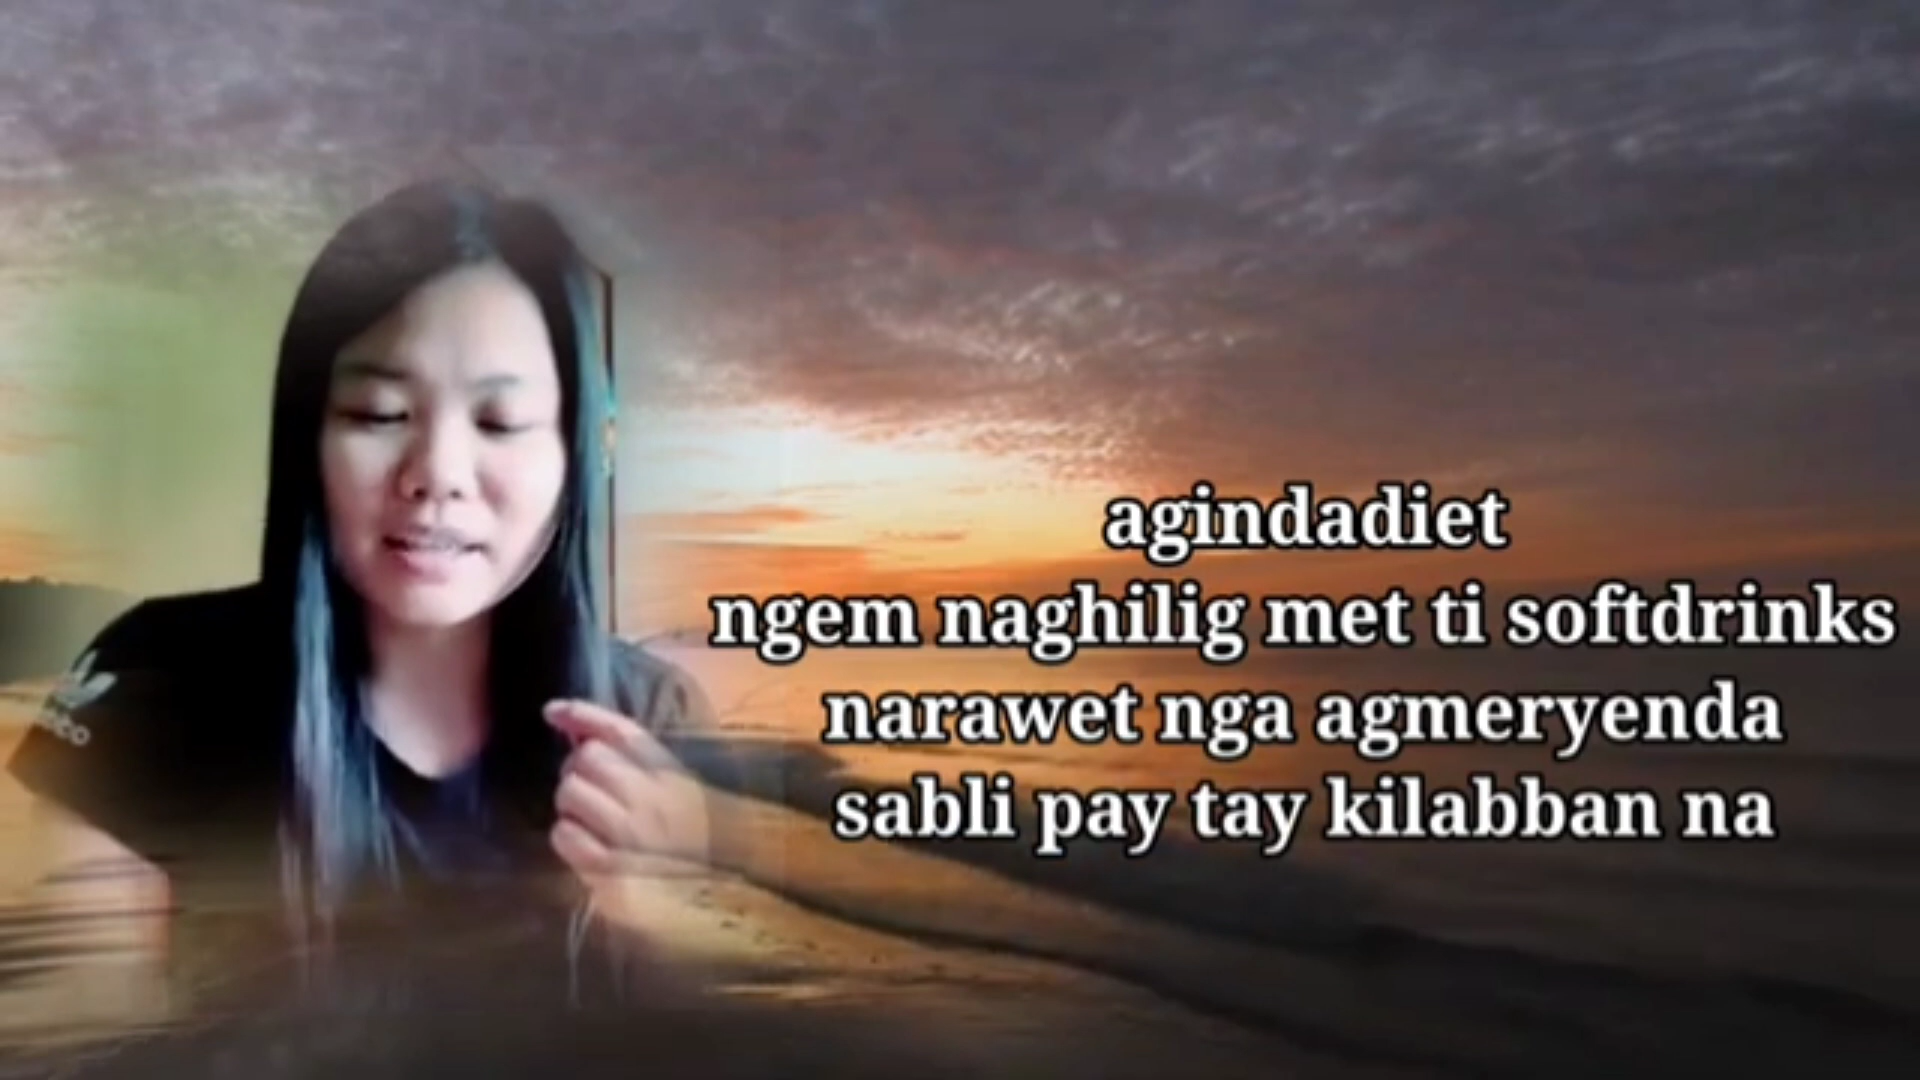 agindadiet
ngem naghilig met ti softdrinks
narawet nga agmeryenda
sabli pay tay kilabban na